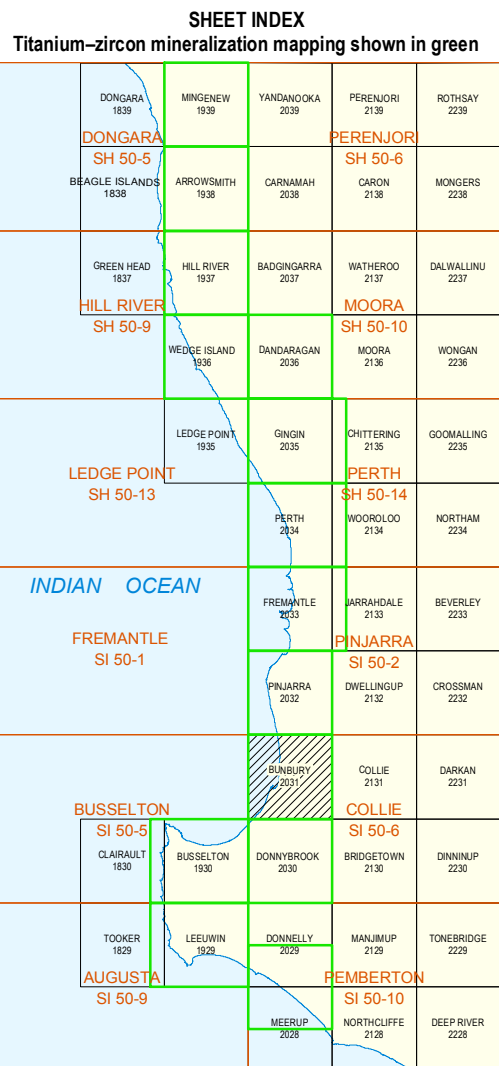 SHEET INDEX
Titanium–zircon mineralization mapping shown in green
DONGARA
1839
MINGENEW
1939
YANDANOOKA
2039
PERENJORI
2139
ROTHSAY
2239
DONGARA
SH 50-5
PERENJORI
SH 50-6
BEAGLE ISLANDS
1838
ARROWSMITH
1938
CARNAMAH
2038
CARON
2138
MONGERS
2238
GREEN HEAD
1837
HILL RIVER
1937
BADGINGARRA
2037
WATHEROO
2137
DALWALLINU
2237
HILL RIVER
SH 50-9
MOORA
SH 50-10
WEDGE ISLAND
1936
DANDARAGAN
2036
MOORA
2136
WONGAN
2236
LEDGE POINT
1935
GINGIN
2035
CHITTERING
2135
GOOMALLING
2235
LEDGE POINT
SH 50-13
PERTH
SH 50-14
PERTH
2034
WOOROLOO
2134
NORTHAM
2234
INDIAN OCEAN
FREMANTLE
2033
JARRAHDALE
2133
BEVERLEY
2233
FREMANTLE
SI 50-1
PINJARRA
SI 50-2
PINJARRA
2032
DWELLINGUP
2132
CROSSMAN
2232
BUNBURY
2031
COLLIE
2131
DARKAN
2231
BUSSELTON
SI 50-5
COLLIE
SI 50-6
CLAIRAULT
1830
BUSSELTON
1930
DONNYBROOK
2030
BRIDGETOWN
2130
DINNINUP
2230
TOOKER
1829
LEEUWIN
1929
DONNELLY
2029
MANJIMUP
2129
TONEBRIDGE
2229
AUGUSTA
SI 50-9
PEMBERTON
SI 50-10
MEERUP
2028
NORTHCLIFFE
2128
DEEP RIVER
2228